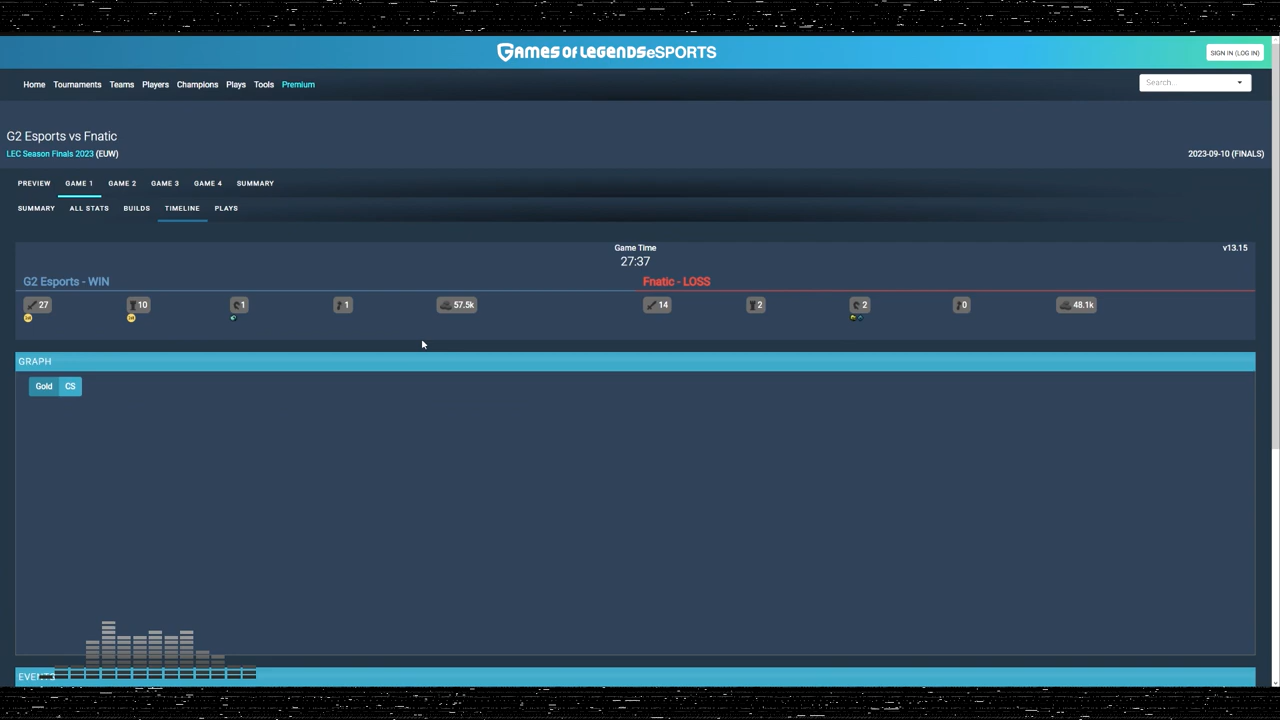 GAMES OF LEGENDS eSPORTS
SIGN IN (LOG IN)
Home Tournaments Teams Players Champions Plays Tools Premium
Search...
G2 Esports vs Fnatic
LEC Season Finals 2023 (EUW)
2023-09-10 (FINALS)
PREVIEW GAME 1 GAME 2 GAME 3 GAME 4 SUMMARY
SUMMARY ALL STATS BUILDS TIMELINE PLAYS
Game Time
v13.15
27:37
G2 Esports - WIN
Fnatic - LOSS
27 10 1 1 57.5k
14 2 2 0 48.1k
GRAPH
Gold CS
EVENTS